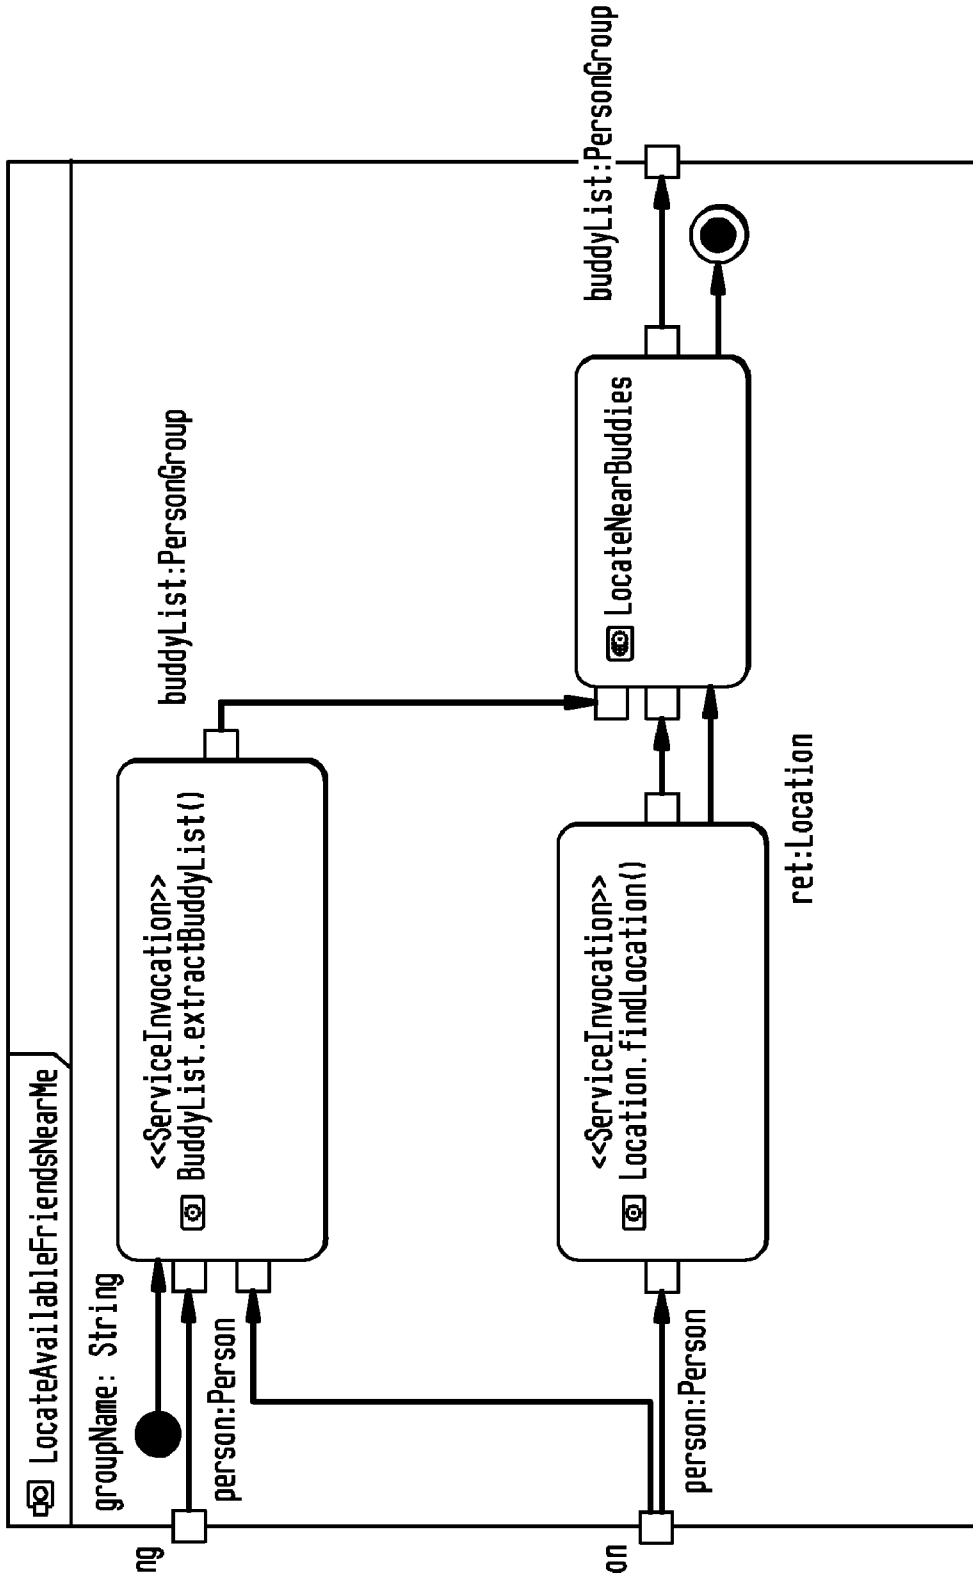 LocateAvailableFriendsNearMe
groupName: String
ng
person:Person
<<ServiceInvocation>>
BuddyList.extractBuddyList()
buddyList:PersonGroup
on
person:Person
<<ServiceInvocation>>
Location.findLocation()
ret:Location
LocateNearBuddies
buddyList:PersonGroup